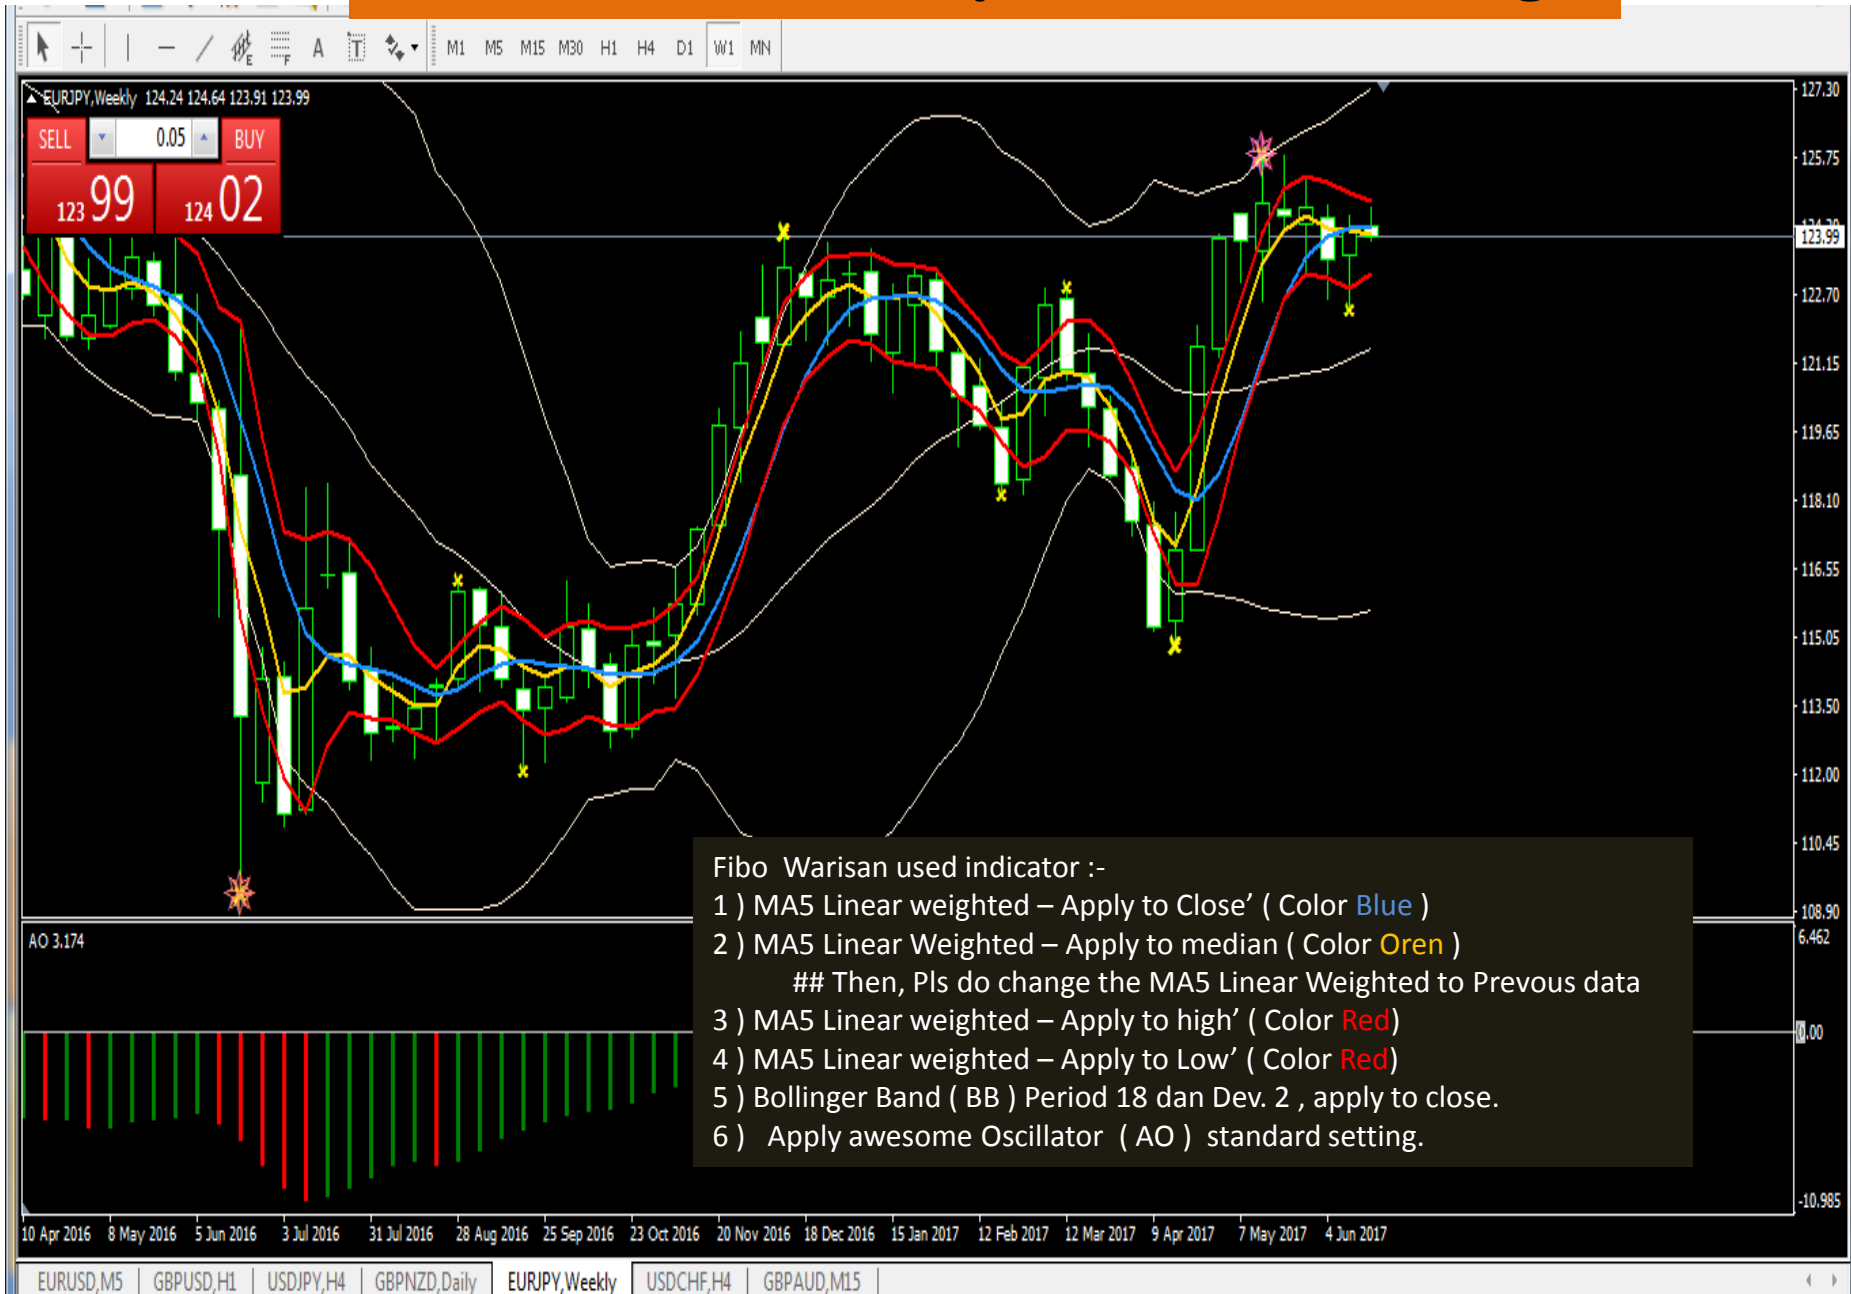 E
F
A
T
M1 M5 M15 M30 H1 H4 D1 W1 MN
EURJPY,Weekly 124.24 124.64 123.91 123.99
SELL 0.05 BUY
123 99 124 02
127.30
125.75
123.99
122.70
121.15
119.65
118.10
116.55
115.05
113.50
112.00
110.45
108.90
Fibo Warisan used indicator :-
1 ) MA5 Linear weighted – Apply to Close’ ( Color Blue )
2 ) MA5 Linear Weighted – Apply to median ( Color Oren )
## Then, Pls do change the MA5 Linear Weighted to Prevous data
3 ) MA5 Linear weighted – Apply to high’ ( Color Red)
4 ) MA5 Linear weighted – Apply to Low’ ( Color Red)
5 ) Bollinger Band ( BB ) Period 18 dan Dev. 2 , apply to close.
6 ) Apply awesome Oscillator ( AO ) standard setting.
AO 3.174
6.462
0.00
-10.985
10 Apr 2016 8 May 2016 5 Jun 2016 3 Jul 2016 31 Jul 2016 28 Aug 2016 25 Sep 2016 23 Oct 2016 20 Nov 2016 18 Dec 2016 15 Jan 2017 12 Feb 2017 12 Mar 2017 9 Apr 2017 7 May 2017 4 Jun 2017
EURUSD,M5 GBPUSD,H1 USDJPY,H4 GBPNZD,Daily EURJPY,Weekly USDCHF,H4 GBPAUD,M15